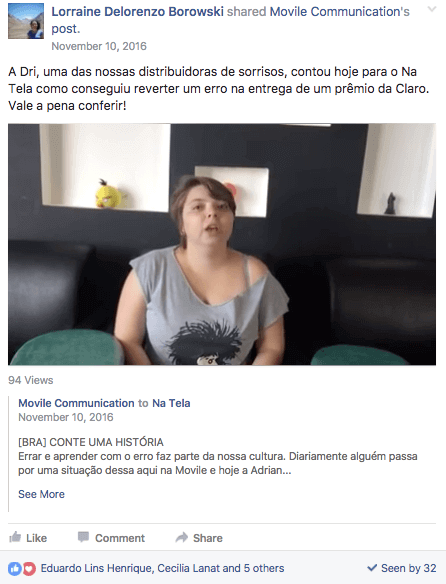 Lorraine Delorenzo Borowski shared Movile Communication's
post.
November 10, 2016
A Dri, uma das nossas distribuidoras de sorrisos, contou hoje para o Na
Tela como conseguiu reverter um erro na entrega de um prêmio da Claro.
Vale a pena conferir!
94 Views
Movile Communication to Na Tela
November 10, 2016
[BRA] CONTE UMA HISTÓRIA
Errar e aprender com o erro faz parte da nossa cultura. Diariamente alguém passa
por uma situação dessa aqui na Movile e hoje a Adrian...
See More
Like Comment Share
Eduardo Lins Henrique, Cecilia Lanat and 5 others Seen by 32